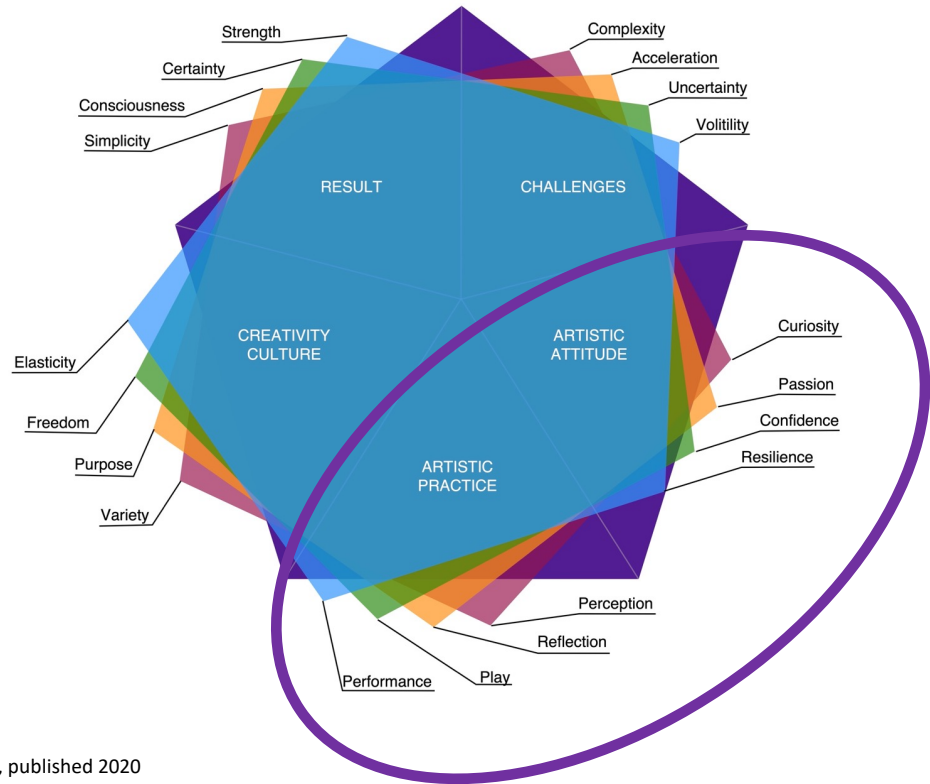 Strength
Complexity
Certainty
Acceleration
Consciousness
Uncertainty
Simplicity
Volitility
RESULT
CHALLENGES
CREATIVITY
CULTURE
ARTISTIC
ATTITUDE
Curiosity
Elasticity
Passion
Freedom
Confidence
Purpose
Resilience
ARTISTIC
PRACTICE
Variety
Perception
Reflection
Play
Performance
, published 2020